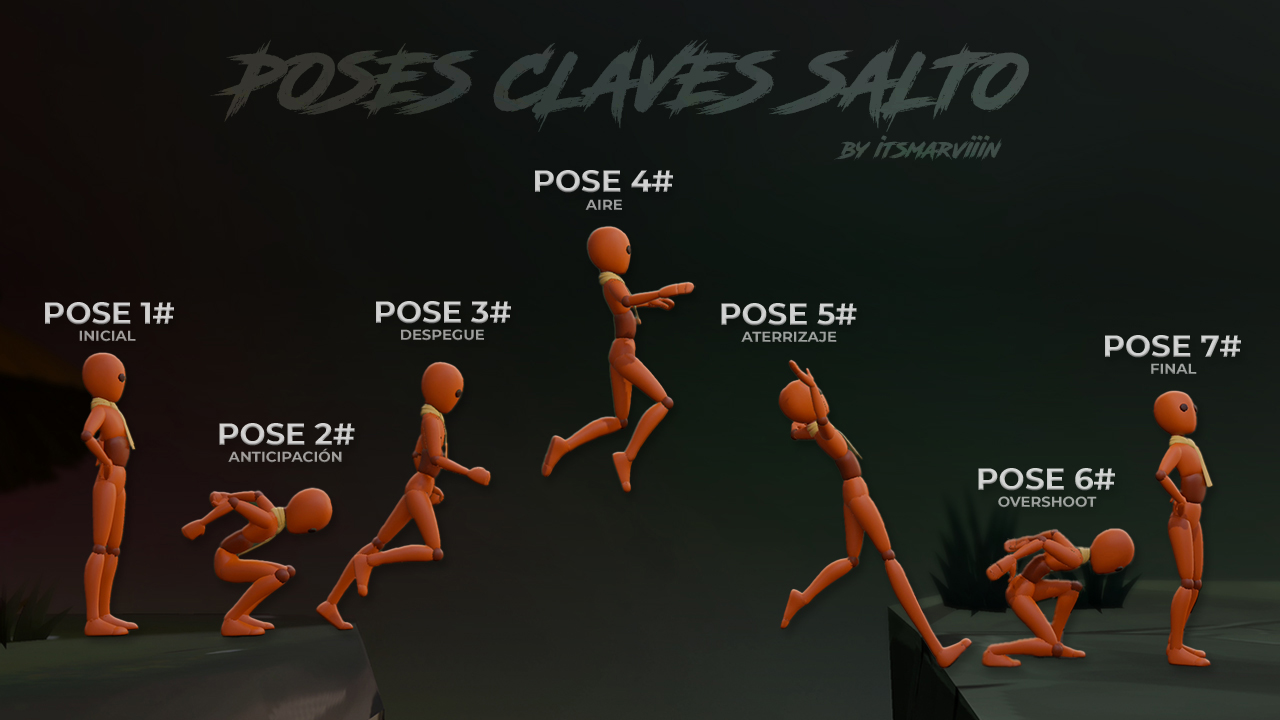 POSES CLAVES SALTO
BY ITSMARVIIIN
POSE 1#
INICIAL
POSE 2#
ANTICIPACIÓN
POSE 3#
DESPEGUE
POSE 4#
AIRE
POSE 5#
ATERRIZAJE
POSE 6#
OVERSHOOT
POSE 7#
FINAL